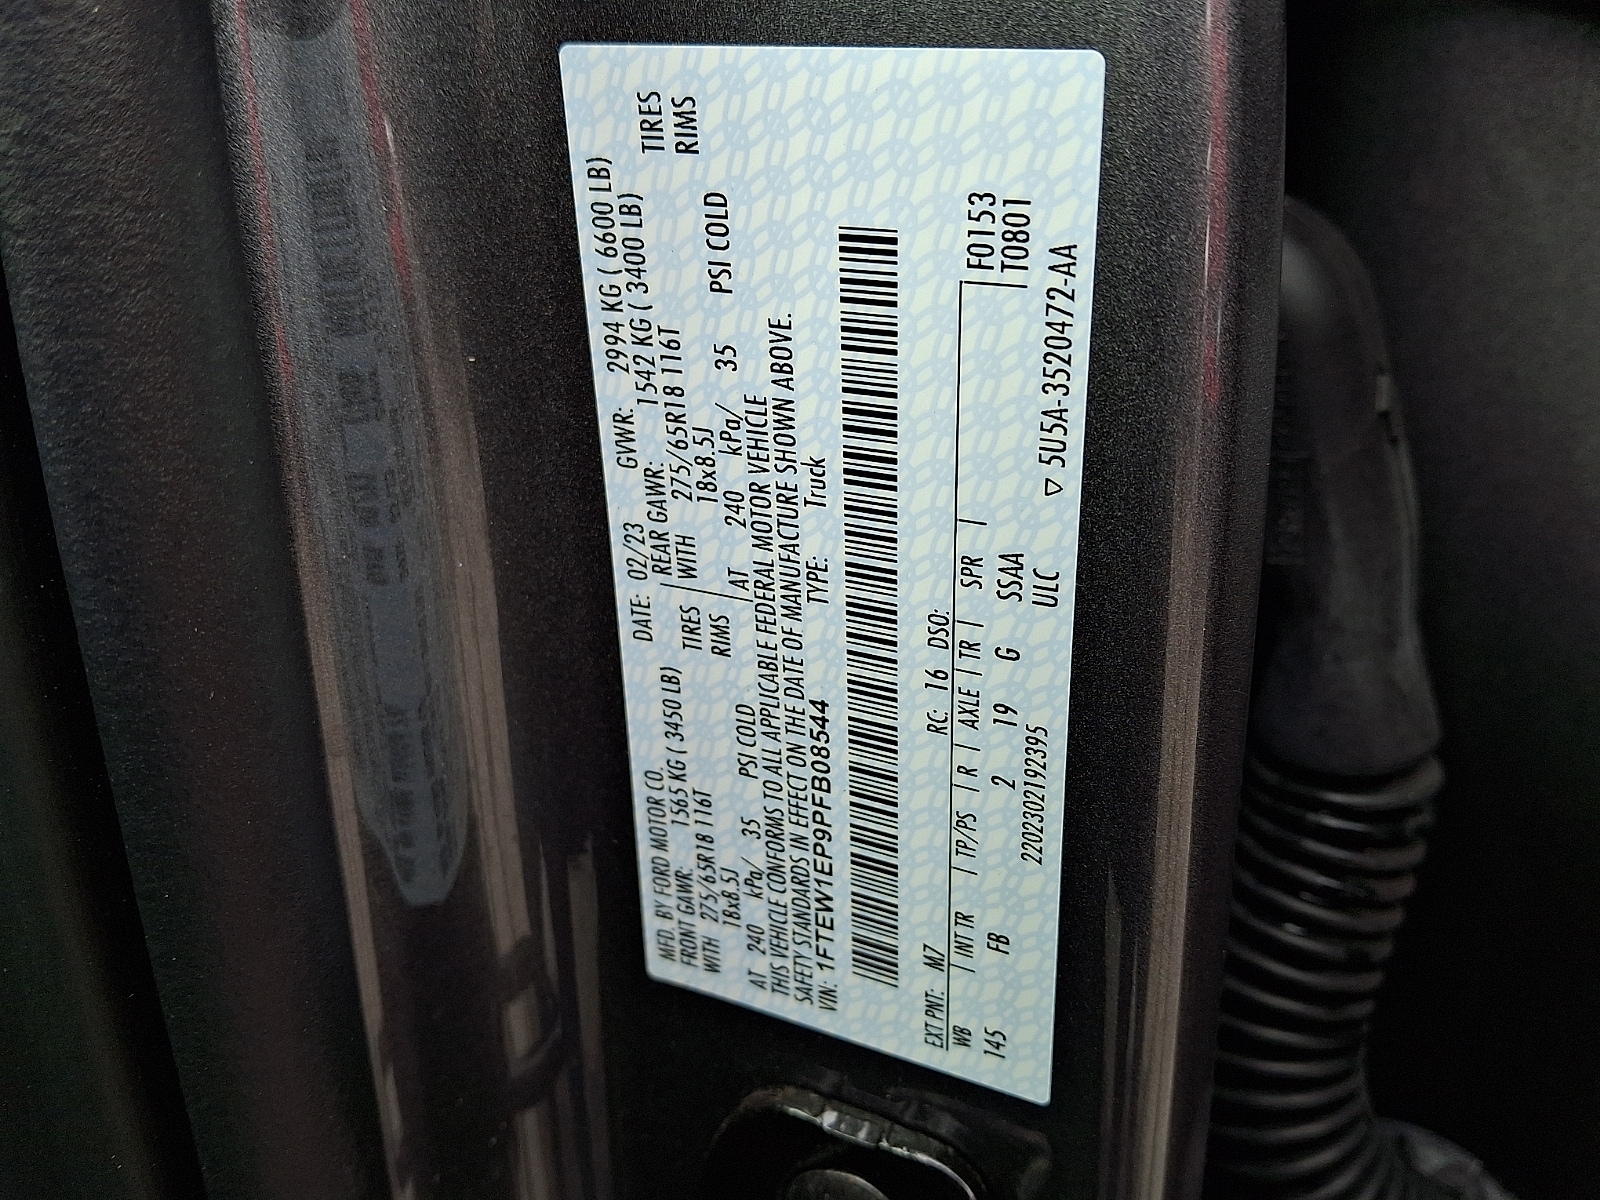 MFD. BY FORD MOTOR CO. DATE: 02/23 GVWR: 2994 KG ( 6600 LB)
FRONT GAWR: 1565 KG ( 3450 LB) REAR GAWR: 1542 KG ( 3400 LB)
WITH 275/65R18 116T TIRES WITH 275/65R18 116T TIRES
18x8.5J RIMS 18x8.5J RIMS
AT 240 kPa/ 35 PSI COLD AT 240 kPa/ 35 PSI COLD
THIS VEHICLE CONFORMS TO ALL APPLICABLE FEDERAL MOTOR VEHICLE
SAFETY STANDARDS IN EFFECT ON THE DATE OF MANUFACTURE SHOWN ABOVE.
VIN: 1FTEW1EP9PFB08544 TYPE: Truck
EXT PNT: M7 RC: 16 DSO: F0153
WB INT TR TP/PS R AXLE TR SPR T0801
145 FB 2 19 G SSAA
2202302192395 ULC ▽ 5U5A-3520472-AA